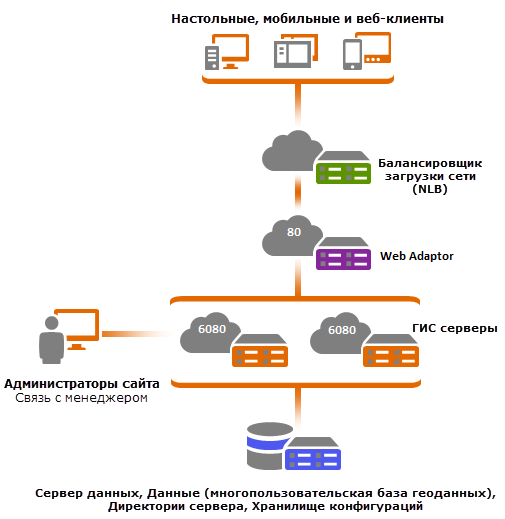 Настольные, мобильные и веб-клиенты
Балансировщик
загрузки сети
(NLB)
80
Web Adaptor
6080
6080
ГИС серверы
Администраторы сайта
Связь с менеджером
Сервер данных, Данные (многопользовательская база геоданных),
Директории сервера, Хранилище конфигураций